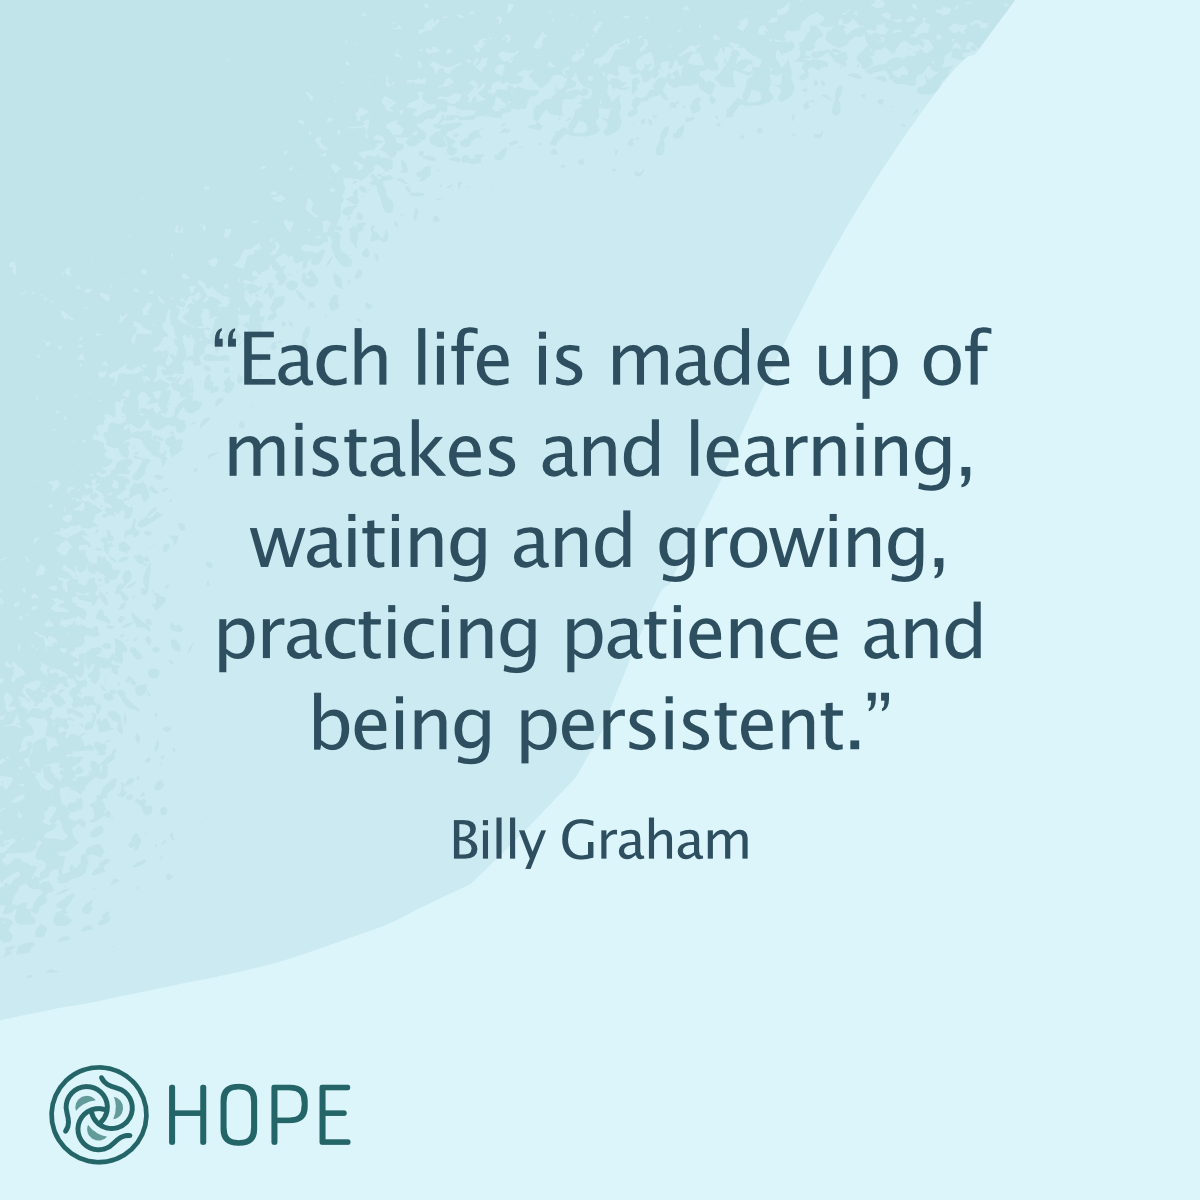 “Each life is made up of
mistakes and learning,
waiting and growing,
practicing patience and
being persistent.”
Billy Graham
HOPE